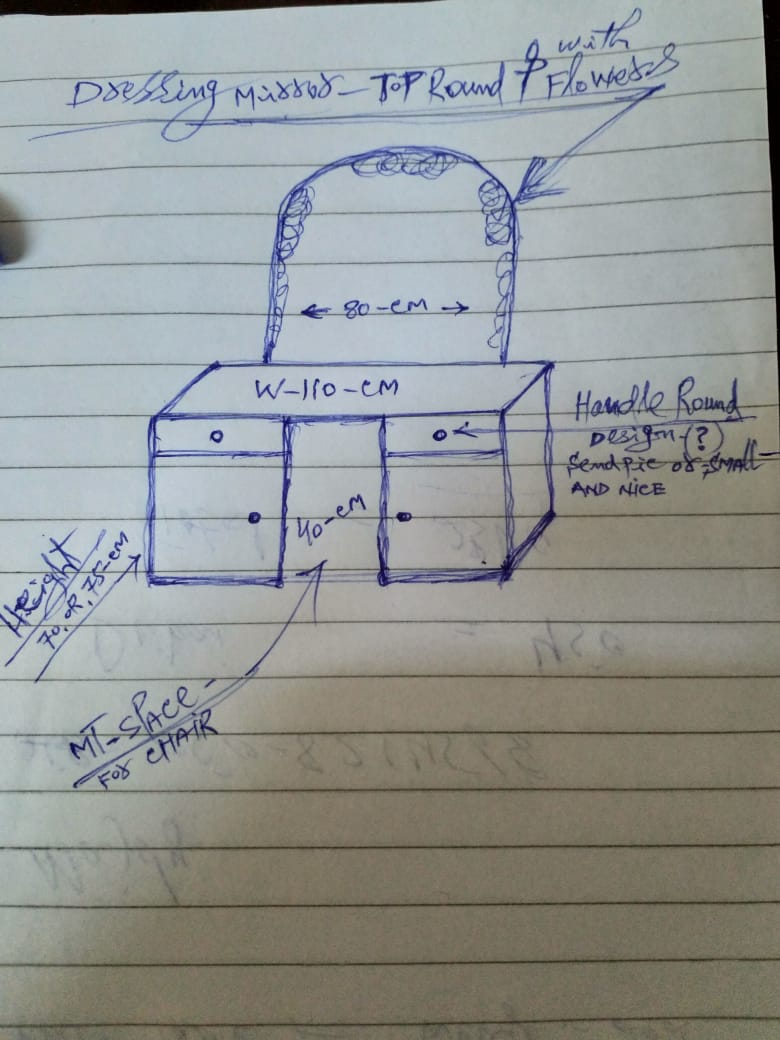 with
Dressing Mirror - TOP Round & Flowers
← 80-CM →
W-110-CM
Handle Round
Design-(?)
Send pic or SMALL
AND NICE
40-CM
Height
70, OR, 75-CM
MT-SPACE-
FOR CHAIR